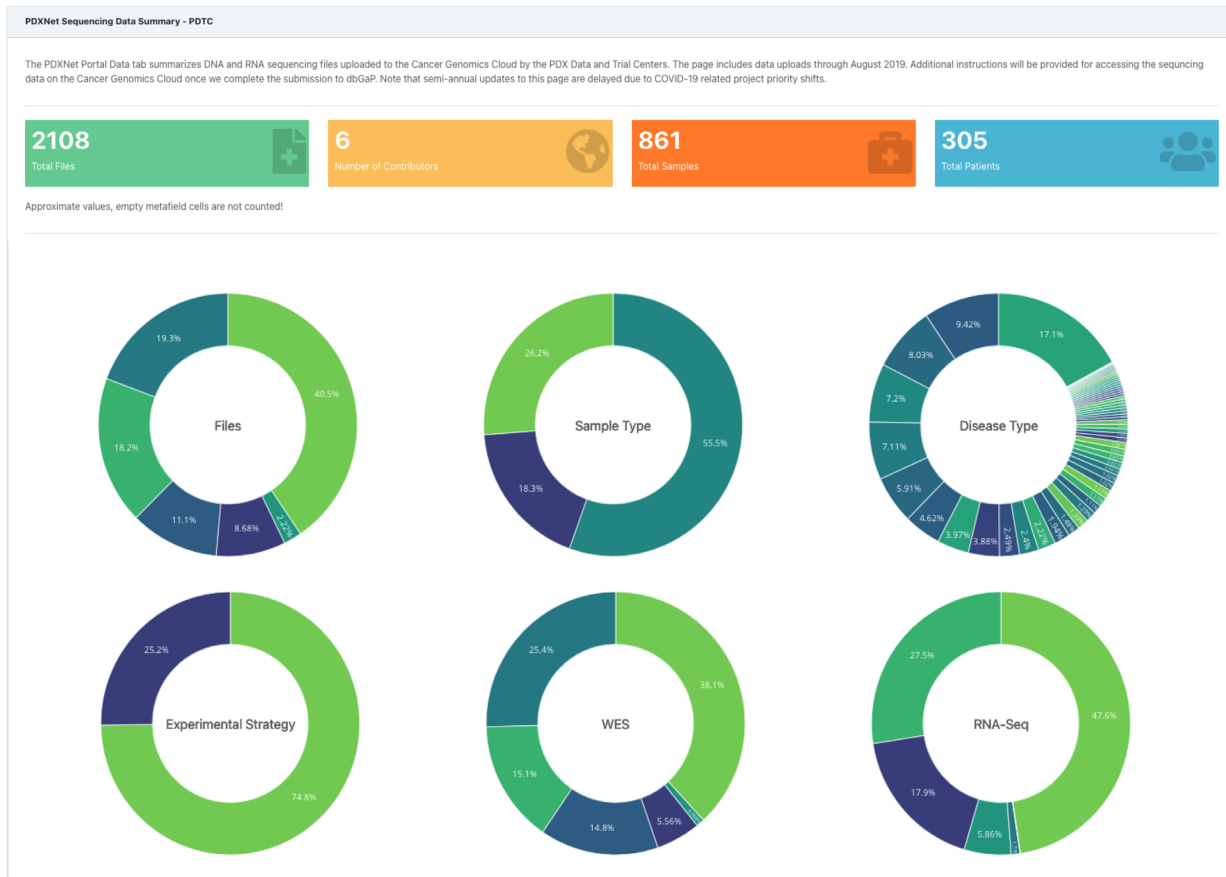 PDXNet Sequencing Data Summary - PDTC
The PDXNet Portal Data tab summarizes DNA and RNA sequencing files uploaded to the Cancer Genomics Cloud by the PDX Data and Trial Centers. The page includes data uploads through August 2019. Additional instructions will be provided for accessing the sequncing
data on the Cancer Genomics Cloud once we complete the submission to dbGaP. Note that semi-annual updates to this page are delayed due to COVID-19 related project priority shifts.
2108
Total Files
6
Number of Contributors
861
Total Samples
305
Total Patients
Approximate values, empty metafield cells are not counted!
Files
40.5%
2.22%
8.68%
11.1%
18.2%
19.3%
Sample Type
55.5%
18.3%
26.2%
Disease Type
17.1%
9.42%
8.03%
7.2%
7.11%
5.91%
4.62%
3.97%
3.88%
2.49%
2.4%
2.22%
1.94%
Experimental Strategy
25.2%
74.8%
WES
38.1%
5.56%
14.8%
15.1%
25.4%
RNA-Seq
47.6%
5.86%
17.9%
27.5%